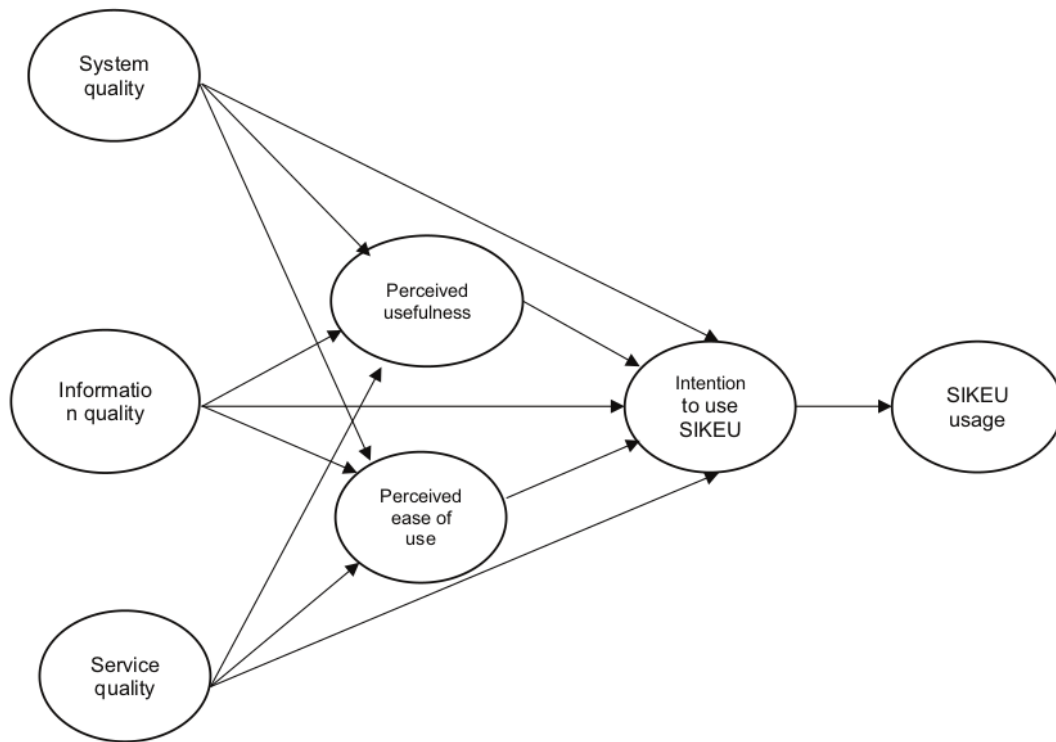 System
quality
Perceived
usefulness
Informatio
n quality
Intention
to use
SIKEU
SIKEU
usage
Perceived
ease of
use
Service
quality